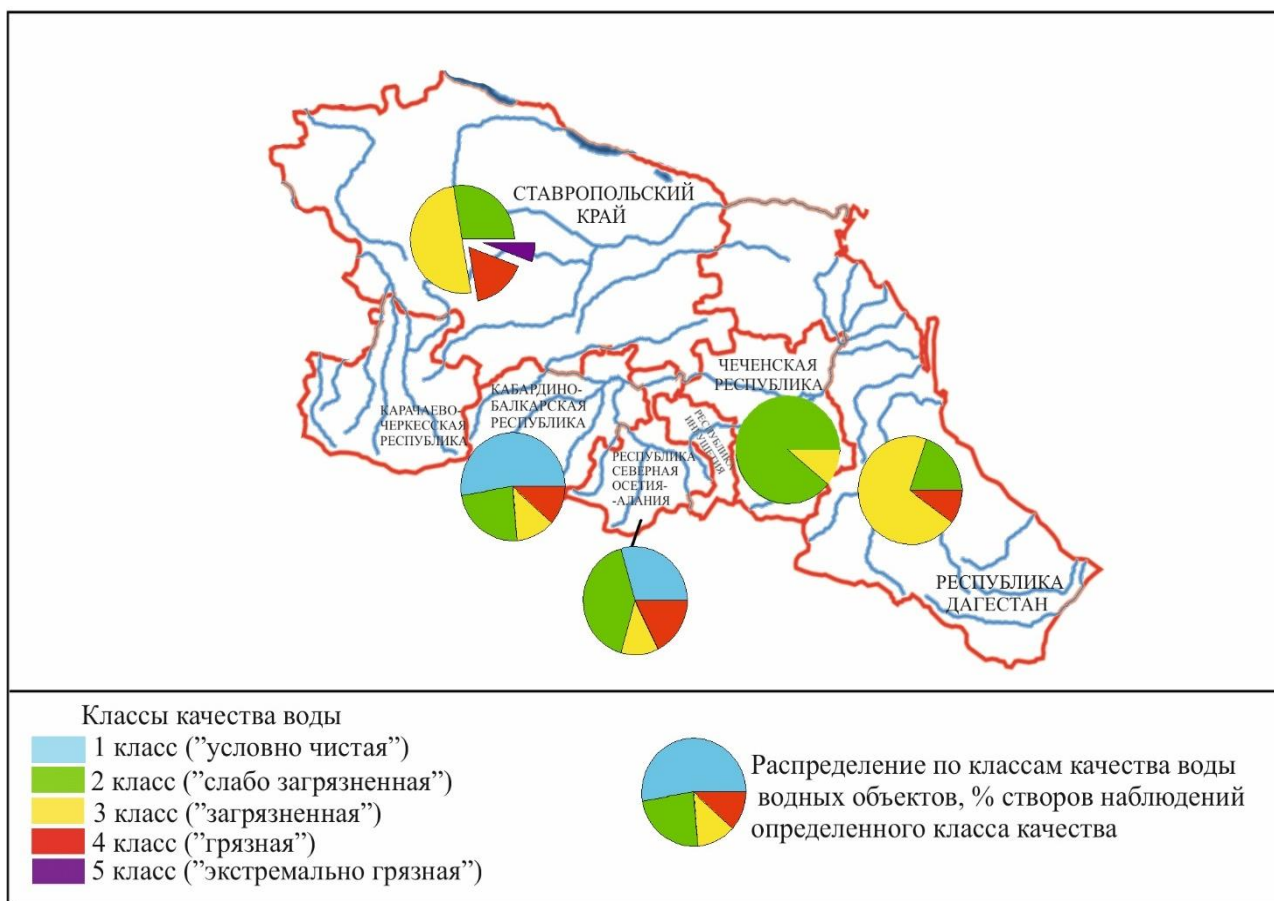 СТАВРОПОЛЬСКИЙ
КРАЙ
ЧЕЧЕНСКАЯ
РЕСПУБЛИКА
КАБАРДИНО-
БАЛКАРСКАЯ
РЕСПУБЛИКА
КАРАЧАЕВО-
ЧЕРКЕССКАЯ
РЕСПУБЛИКА
РЕСПУБЛИКА
ИНГУШЕТИЯ
РЕСПУБЛИКА
СЕВЕРНАЯ
ОСЕТИЯ-
-АЛАНИЯ
РЕСПУБЛИКА
ДАГЕСТАН
Классы качества воды
1 класс (”условно чистая”)
2 класс (”слабо загрязненная”)
3 класс (”загрязненная”)
4 класс (”грязная”)
5 класс (”экстремально грязная”)
Распределение по классам качества воды
водных объектов, % створов наблюдений
определенного класса качества